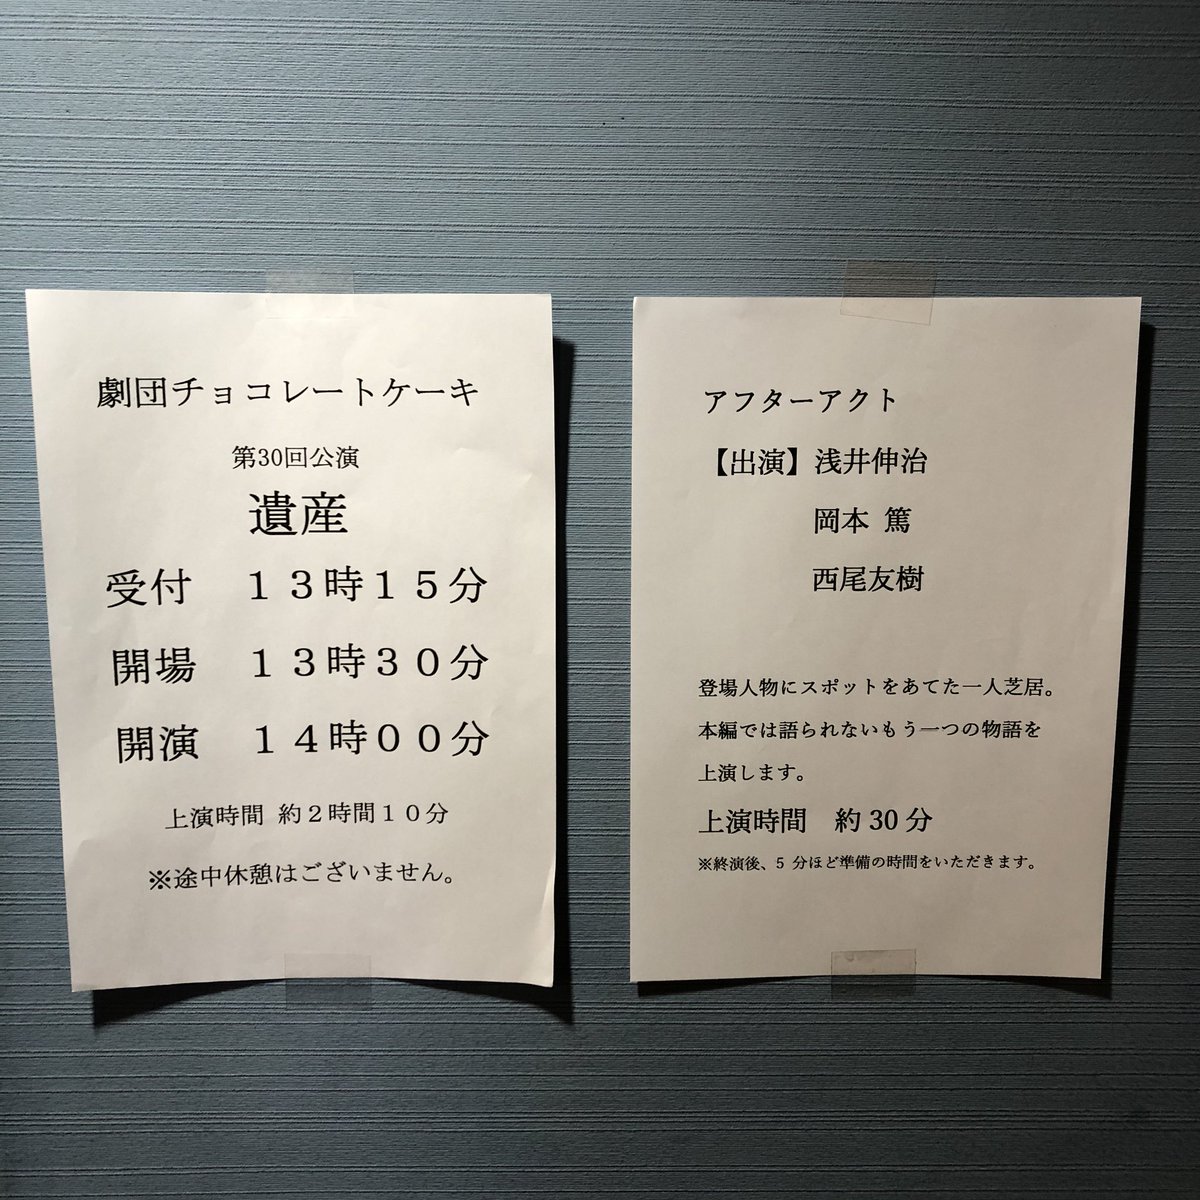 劇団チョコレートケーキ
第30回公演
遺産
受付　１３時１５分
開場　１３時３０分
開演　１４時００分
上演時間 約２時間１０分
※途中休憩はございません。
アフターアクト
【出演】浅井伸治
岡本 篤
西尾友樹
登場人物にスポットをあてた一人芝居。
本編では語られないもう一つの物語を
上演します。
上演時間　約 30 分
※終演後、5 分ほど準備の時間をいただきます。